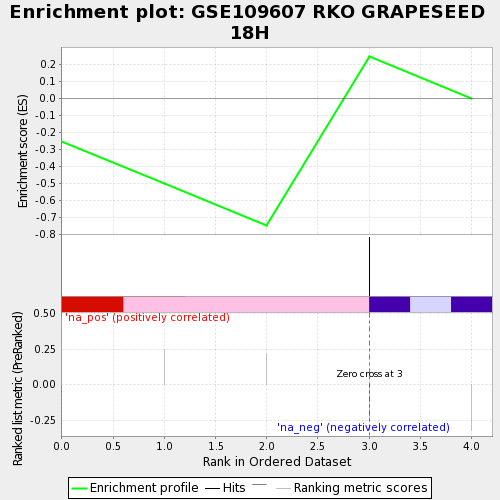 Enrichment plot: GSE109607 RKO GRAPESEED
18H
Enrichment score (ES)
0.2
0.1
0.0
-0.1
-0.2
-0.3
-0.4
-0.5
-0.6
-0.7
-0.8
Ranked list metric (PreRanked)
0.50
0.25
0.00
-0.25
'na_pos' (positively correlated)
Zero cross at 3
'na_neg' (negatively correlated)
0.0 0.5 1.0 1.5 2.0 2.5 3.0 3.5 4.0
Rank in Ordered Dataset
Enrichment profile Hits Ranking metric scores